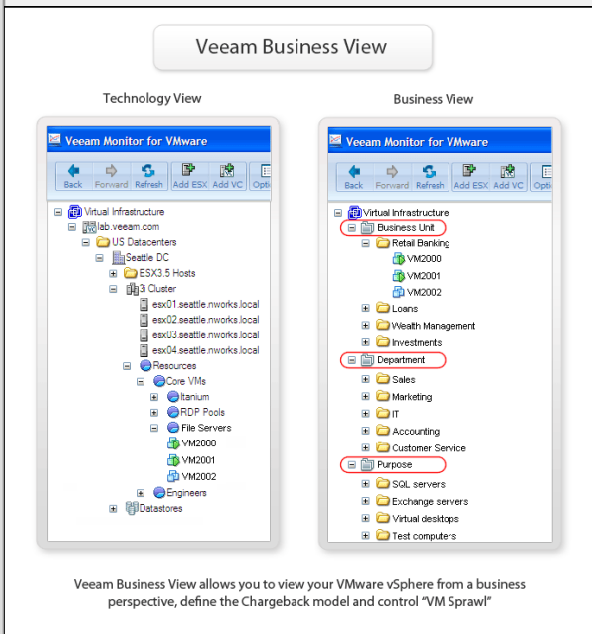 Veeam Business View
Technology View
Veeam Monitor for VMware
Back Forward Refresh Add ESX Add VC Opti
Virtual Infrastructure
lab.veeam.com
US Datacenters
Seattle DC
ESX3.5 Hosts
3 Cluster
esx01.seattle.nworks.local
esx02.seattle.nworks.local
esx03.seattle.nworks.local
esx04.seattle.nworks.local
Resources
Core VMs
Itanium
RDP Pools
File Servers
VM2000
VM2001
VM2002
Engineers
Datastores
Business View
Veeam Monitor for VMware
Back Forward Refresh Add ESX Add VC Opti
Virtual Infrastructure
Business Unit
Retail Banking
VM2000
VM2001
VM2002
Loans
Wealth Management
Investments
Department
Sales
Marketing
IT
Accounting
Customer Service
Purpose
SQL servers
Exchange servers
Virtual desktops
Test computers
Veeam Business View allows you to view your VMware vSphere from a business
perspective, define the Chargeback model and control “VM Sprawl”